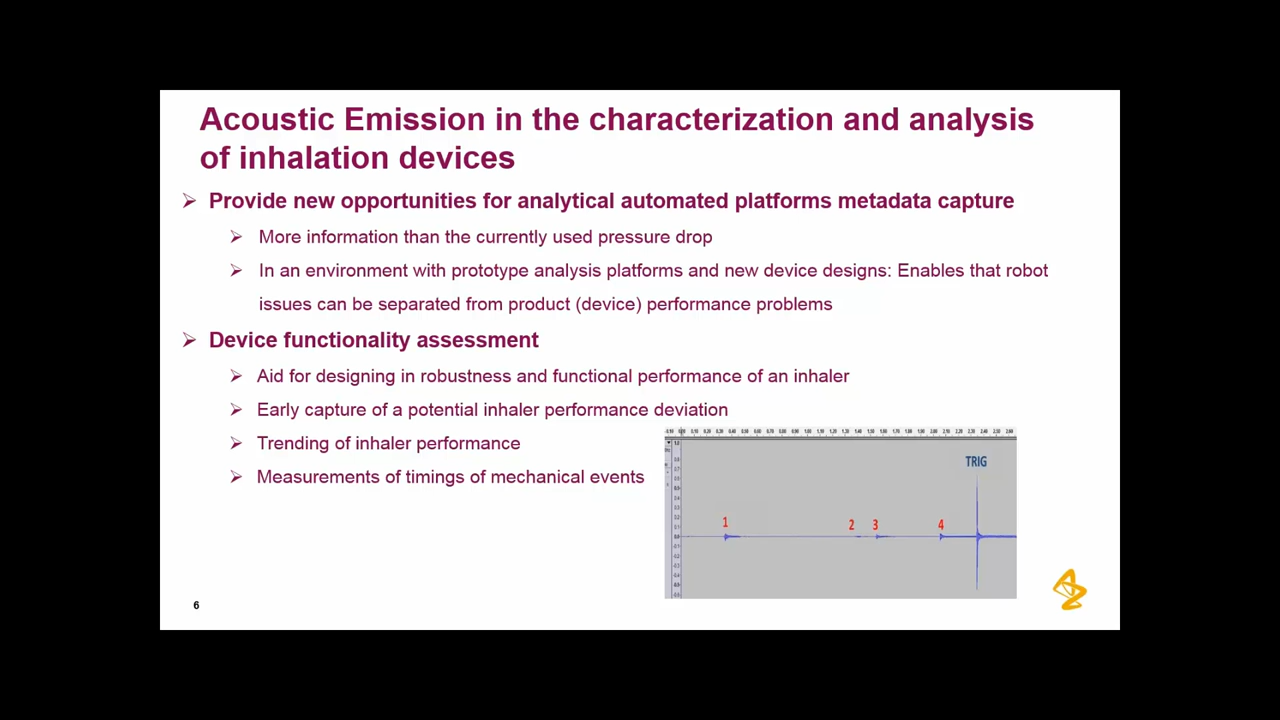 Acoustic Emission in the characterization and analysis
of inhalation devices
Provide new opportunities for analytical automated platforms metadata capture
More information than the currently used pressure drop
In an environment with prototype analysis platforms and new device designs: Enables that robot
issues can be separated from product (device) performance problems
Device functionality assessment
Aid for designing in robustness and functional performance of an inhaler
Early capture of a potential inhaler performance deviation
Trending of inhaler performance
Measurements of timings of mechanical events
TRIG
1
2
3
4
6